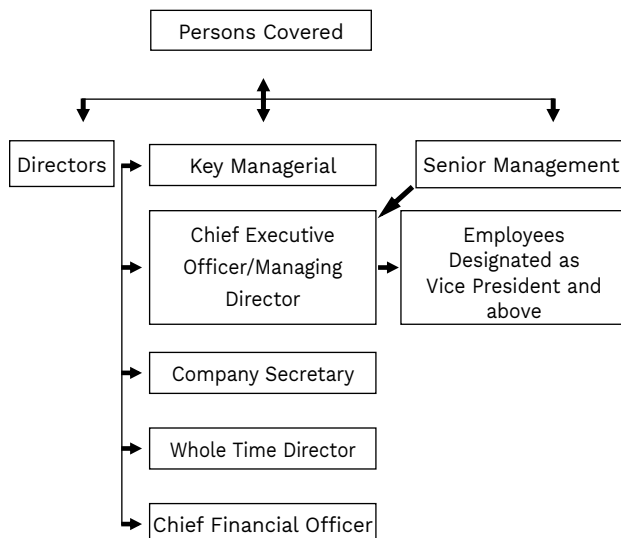 Persons Covered
Directors
Key Managerial
Senior Management
Chief Executive
Officer/Managing
Director
Employees
Designated as
Vice President and
above
Company Secretary
Whole Time Director
Chief Financial Officer